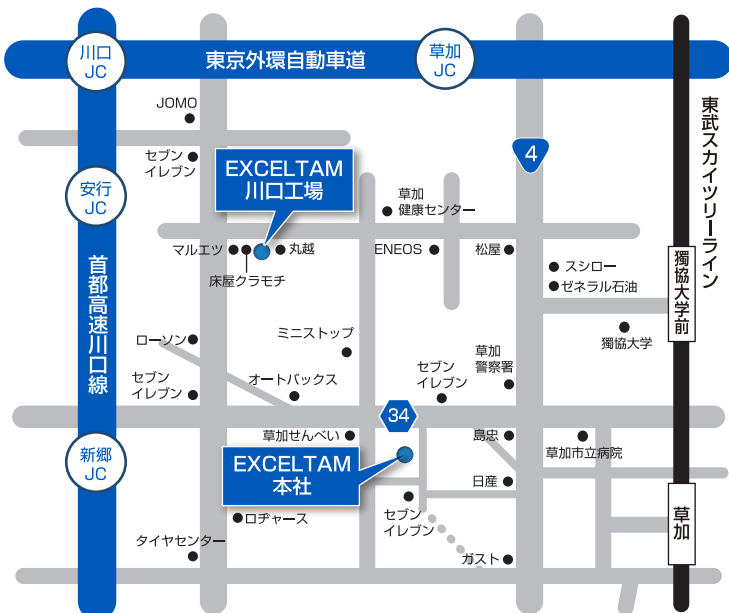 川口
JC
東京外環自動車道
草加
JC
JOMO
セブン
イレブン
EXCELTAM
川口工場
4
東武スカイツリーライン
安行
JC
草加
健康センター
マルエツ
丸越
床屋クラモチ
ENEOS
松屋
スシロー
ゼネラル石油
獨協大学前
獨協大学
首都高速川口線
ローソン
ミニストップ
セブン
イレブン
オートバックス
セブン
イレブン
草加
警察署
34
草加せんべい
島忠
草加市立病院
新郷
JC
EXCELTAM
本社
日産
セブン
イレブン
ロヂャース
タイヤセンター
ガスト
草加